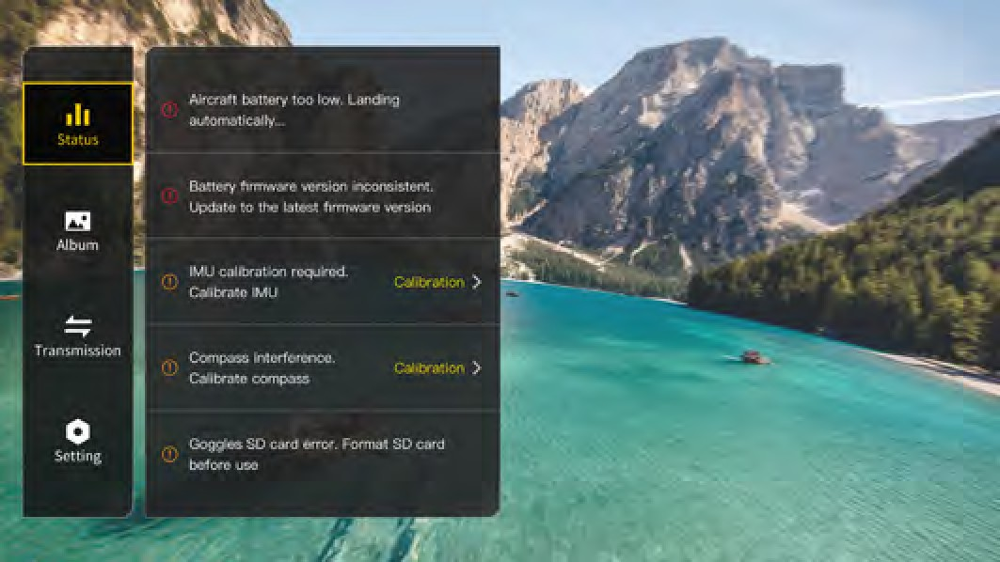 Status
Album
Transmission
Setting
Aircraft battery too low. Landing
automatically...
Battery firmware version inconsistent.
Update to the latest firmware version
IMU calibration required.
Calibrate IMU
Calibration
Compass interference.
Calibrate compass
Calibration
Goggles SD card error. Format SD card
before use